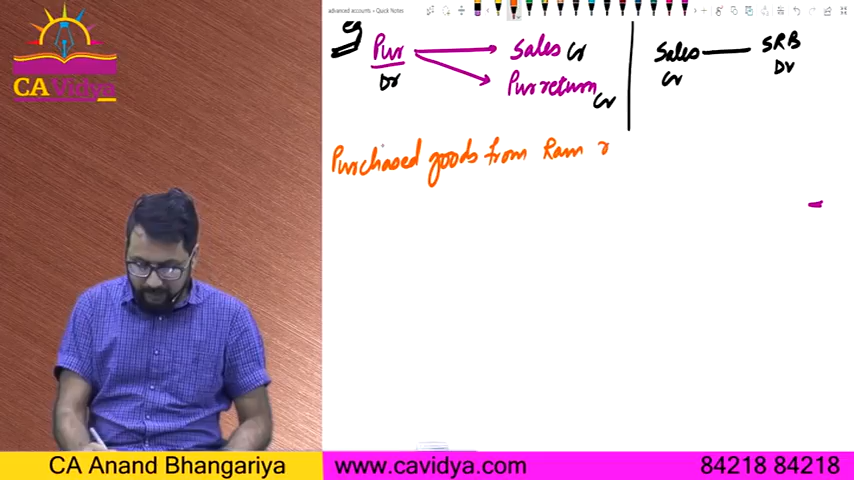 advanced accounts • Quick Notes
Pur
Dr
Sales Cr
Pur return Cr
Sales
Cr
SRB
Dr
Purchased goods from Ram
CA Vidya
CA Anand Bhangariya
www.cavidya.com
84218 84218